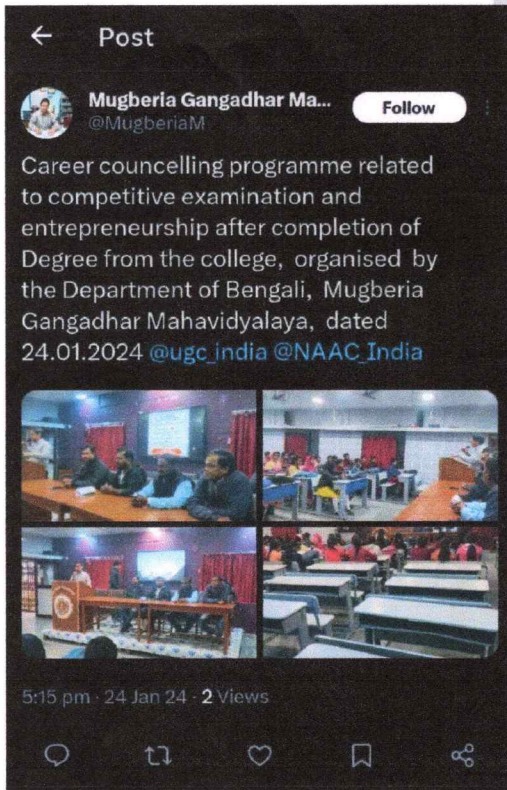 Post
Mugberia Gangadhar Ma...
Follow
@MugberiaM
Career councelling programme related
to competitive examination and
entrepreneurship after completion of
Degree from the college, organised by
the Department of Bengali, Mugberia
Gangadhar Mahavidyalaya, dated
24.01.2024 @ugc_india @NAAC_India
5:15 pm · 24 Jan 24 · 2 Views